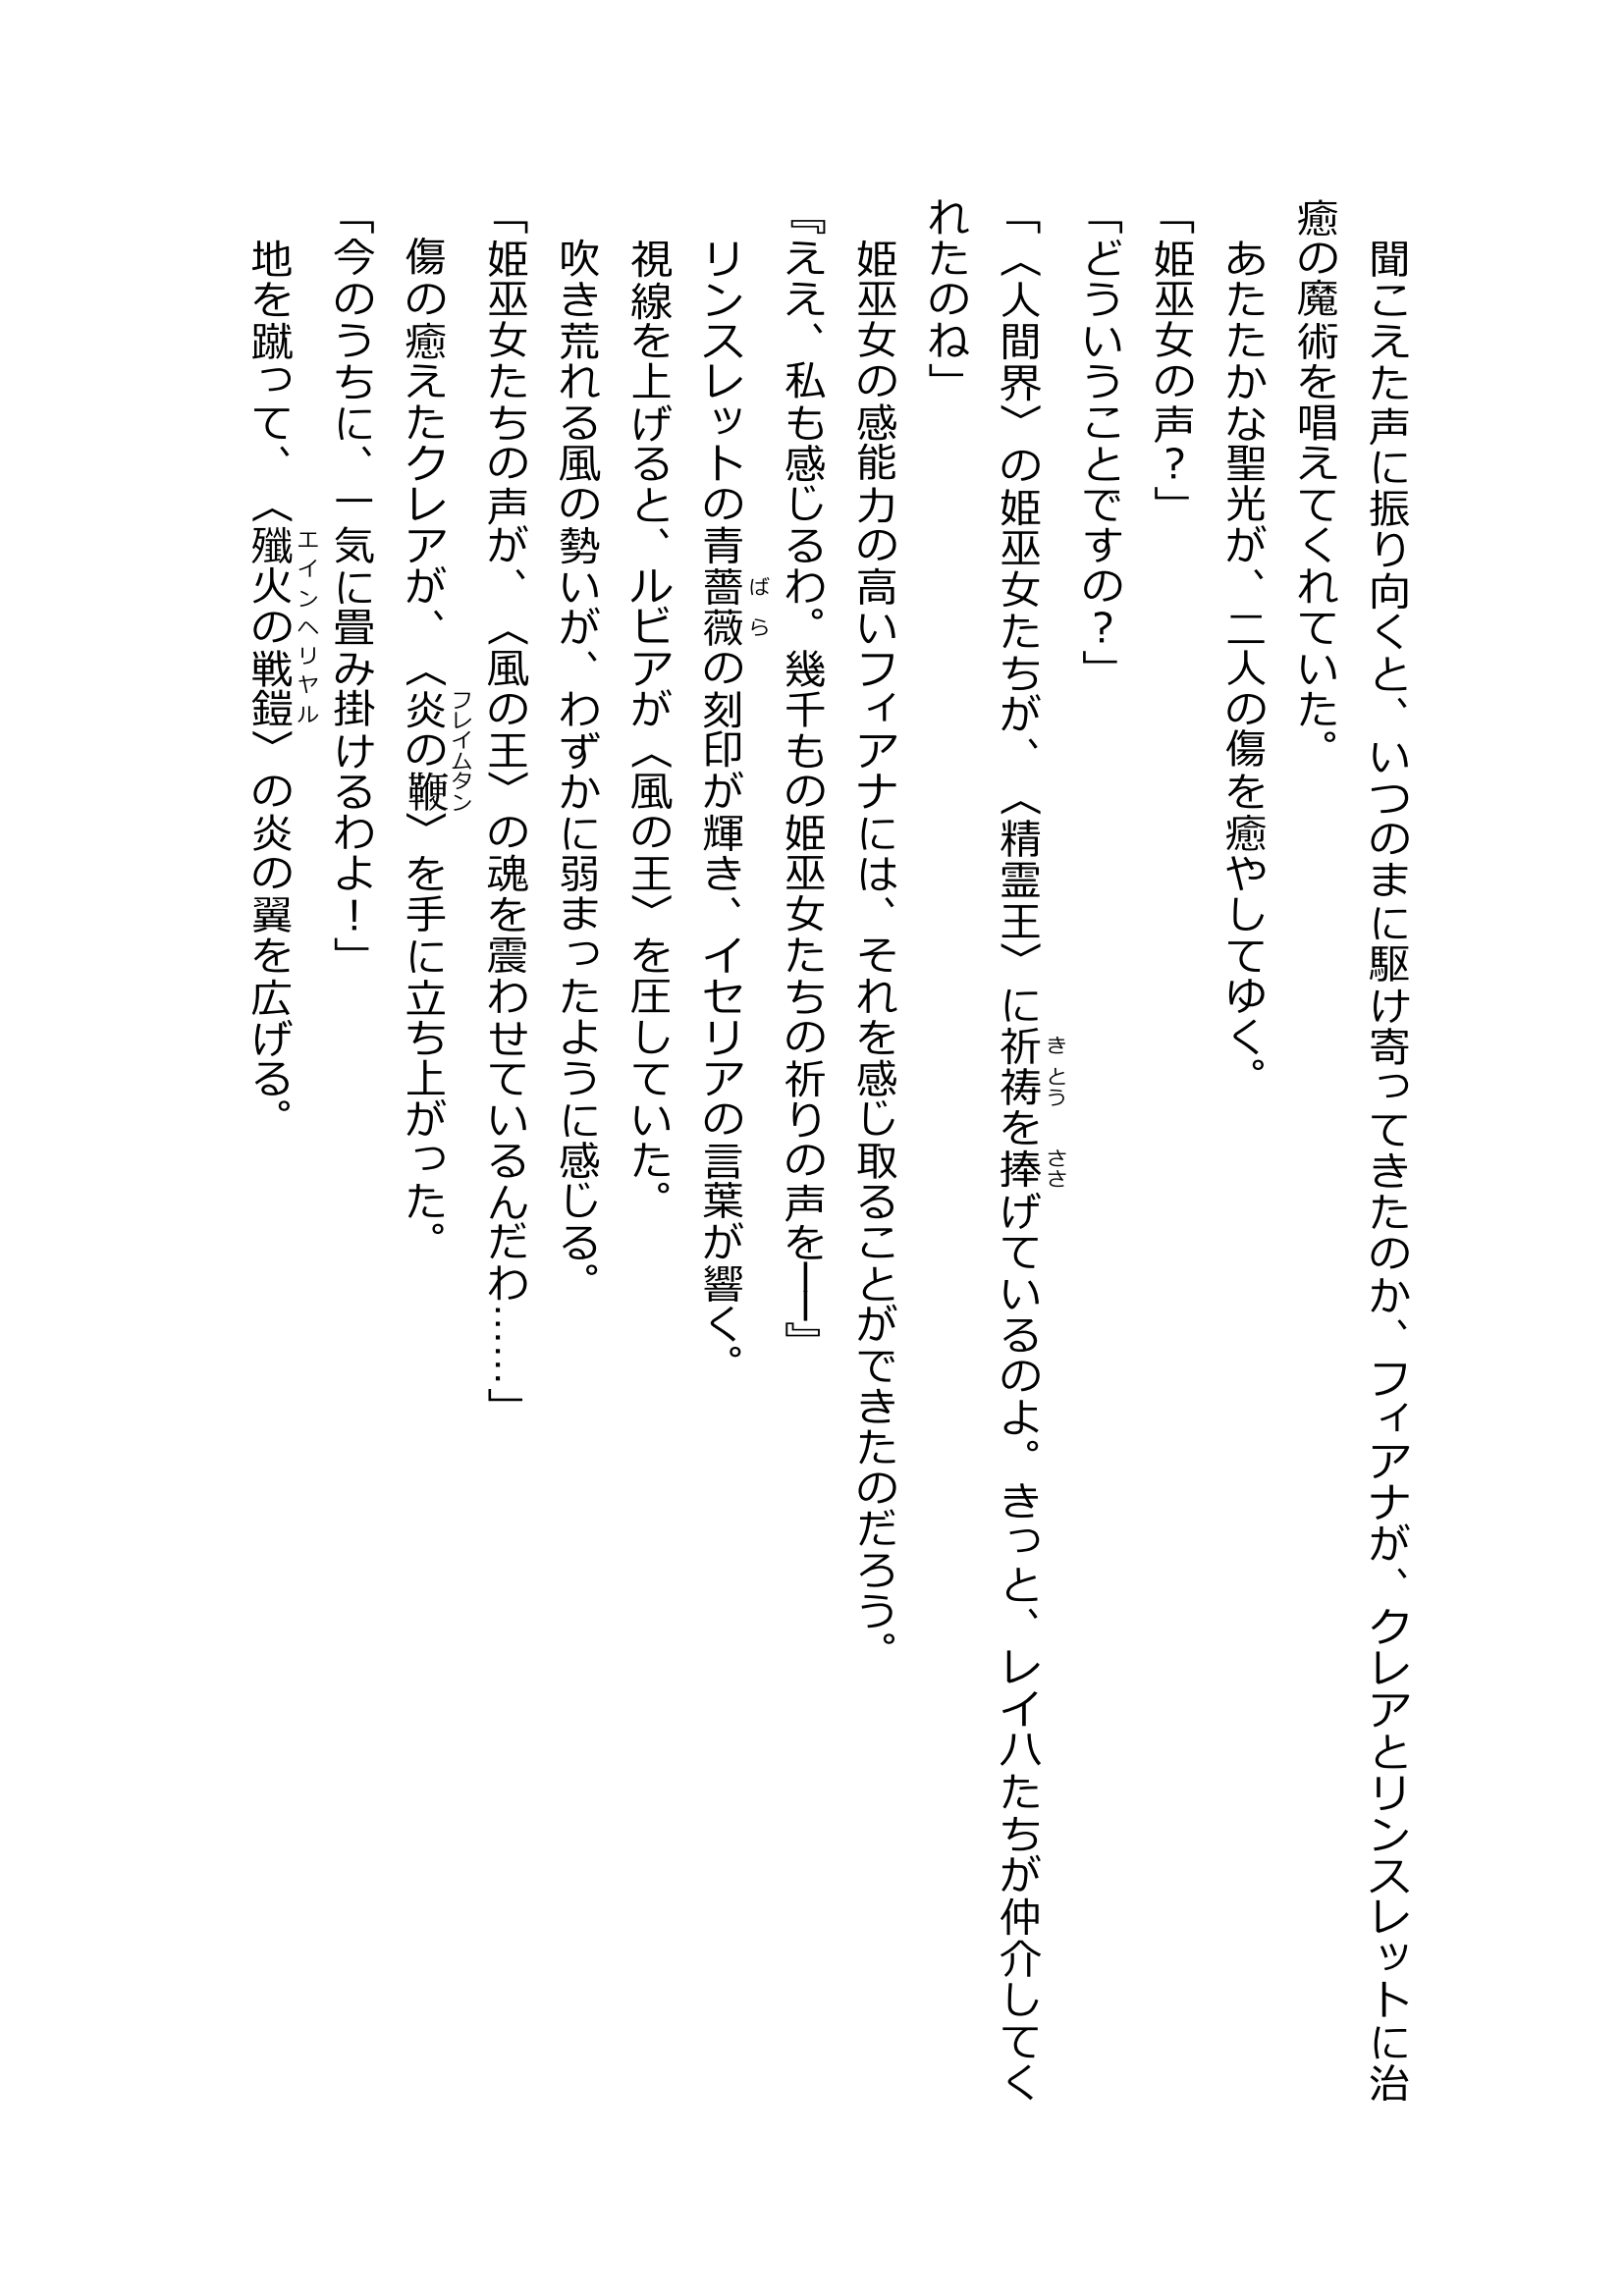 聞こえた声に振り向くと、いつのまに駆け寄ってきたのか、フィアナが、クレアとリンスレットに治
癒の魔術を唱えてくれていた。
　あたたかな聖光が、二人の傷を癒やしてゆく。
「姫巫女の声？」
「どういうことですの？」
「〈人間界〉の姫巫女たちが、〈精霊王〉に祈祷きとうを捧ささげているのよ。きっと、レイハたちが仲介してく
れたのね」
　姫巫女の感能力の高いフィアナには、それを感じ取ることができたのだろう。
『ええ、私も感じるわ。幾千もの姫巫女たちの祈りの声を――』
　リンスレットの青薔薇ばらの刻印が輝き、イセリアの言葉が響く。
　視線を上げると、ルビアが〈風の王〉を圧していた。
　吹き荒れる風の勢いが、わずかに弱まったように感じる。
「姫巫女たちの声が、〈風の王〉の魂を震わせているんだわ……」
　傷の癒えたクレアが、〈炎の鞭フレイムタン〉を手に立ち上がった。
「今のうちに、一気に畳み掛けるわよ！」
　地を蹴って、〈殲火の戦鎧エインヘリヤル〉の炎の翼を広げる。